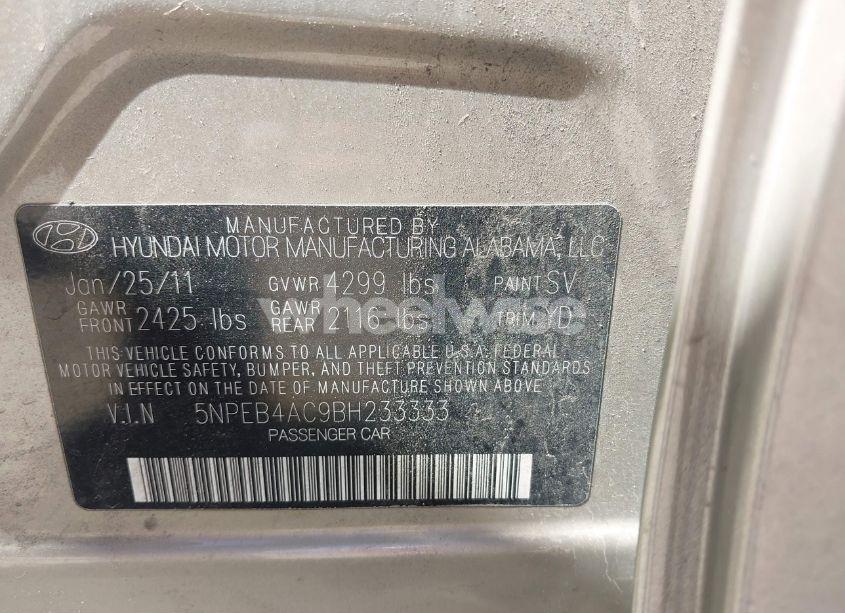 MANUFACTURED BY
HYUNDAI MOTOR MANUFACTURING ALABAMA, LLC
Jan/25/11 GVWR 4299 lbs PAINT SV
GAWR FRONT 2425 lbs GAWR REAR 2116 lbs TRIM YD
wheelwise
THIS VEHICLE CONFORMS TO ALL APPLICABLE U.S.A. FEDERAL
MOTOR VEHICLE SAFETY, BUMPER, AND THEFT PREVENTION STANDARDS
IN EFFECT ON THE DATE OF MANUFACTURE SHOWN ABOVE.
V.I.N 5NPEB4AC9BH233333
PASSENGER CAR